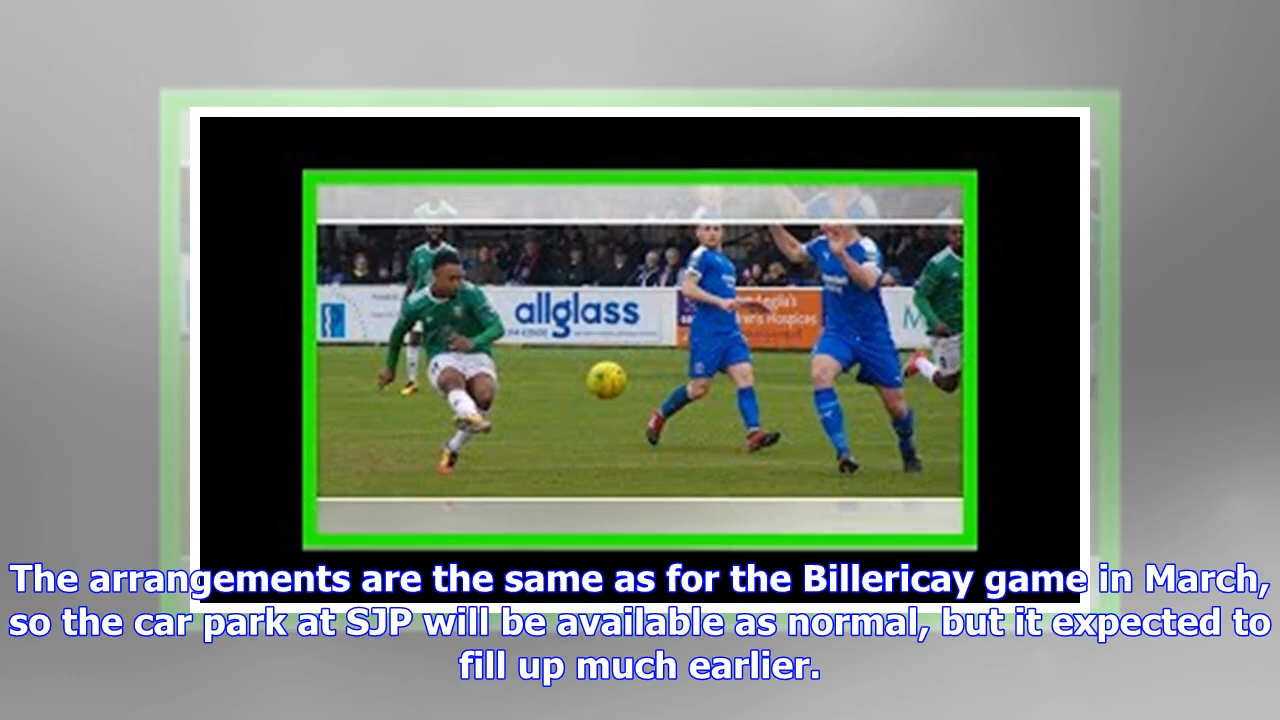 allglass
The arrangements are the same as for the Billericay game in March,
so the car park at SJP will be available as normal, but it expected to
fill up much earlier.